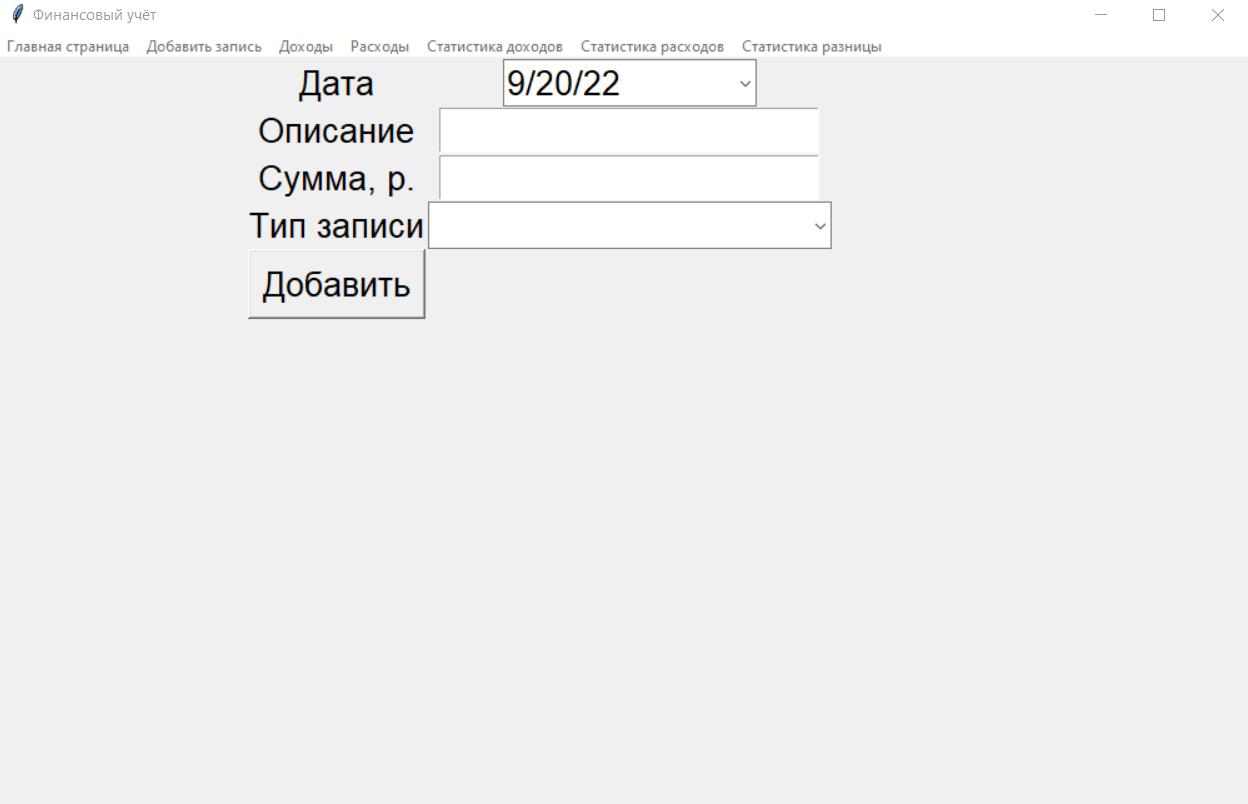 Финансовый учёт
Главная страница Добавить запись Доходы Расходы Статистика доходов Статистика расходов Статистика разницы
Дата 9/20/22
Описание
Сумма, р.
Тип записи
Добавить